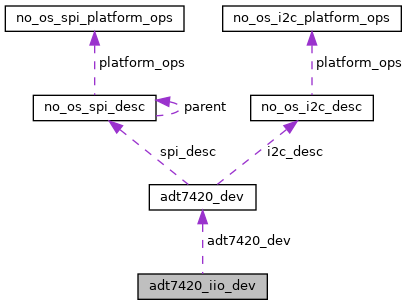 no_os_spi_platform_ops
no_os_i2c_platform_ops
platform_ops
platform_ops
no_os_spi_desc
parent
no_os_i2c_desc
spi_desc
i2c_desc
adt7420_dev
adt7420_dev
adt7420_iio_dev